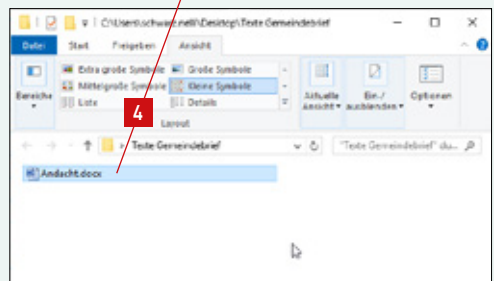 C:\Users\schwarz.nelli\Desktop\Texte Gemeindebrief
Datei Start Freigeben Ansicht
Bereiche
Extra große Symbole Große Symbole
Mittelgroße Symbole Kleine Symbole
Liste Details
Layout
Aktuelle Ansicht
Ein-/ausblenden
Optionen
4
Texte Gemeindebrief
"Texte Gemeindebrief" du...
Andacht.docx